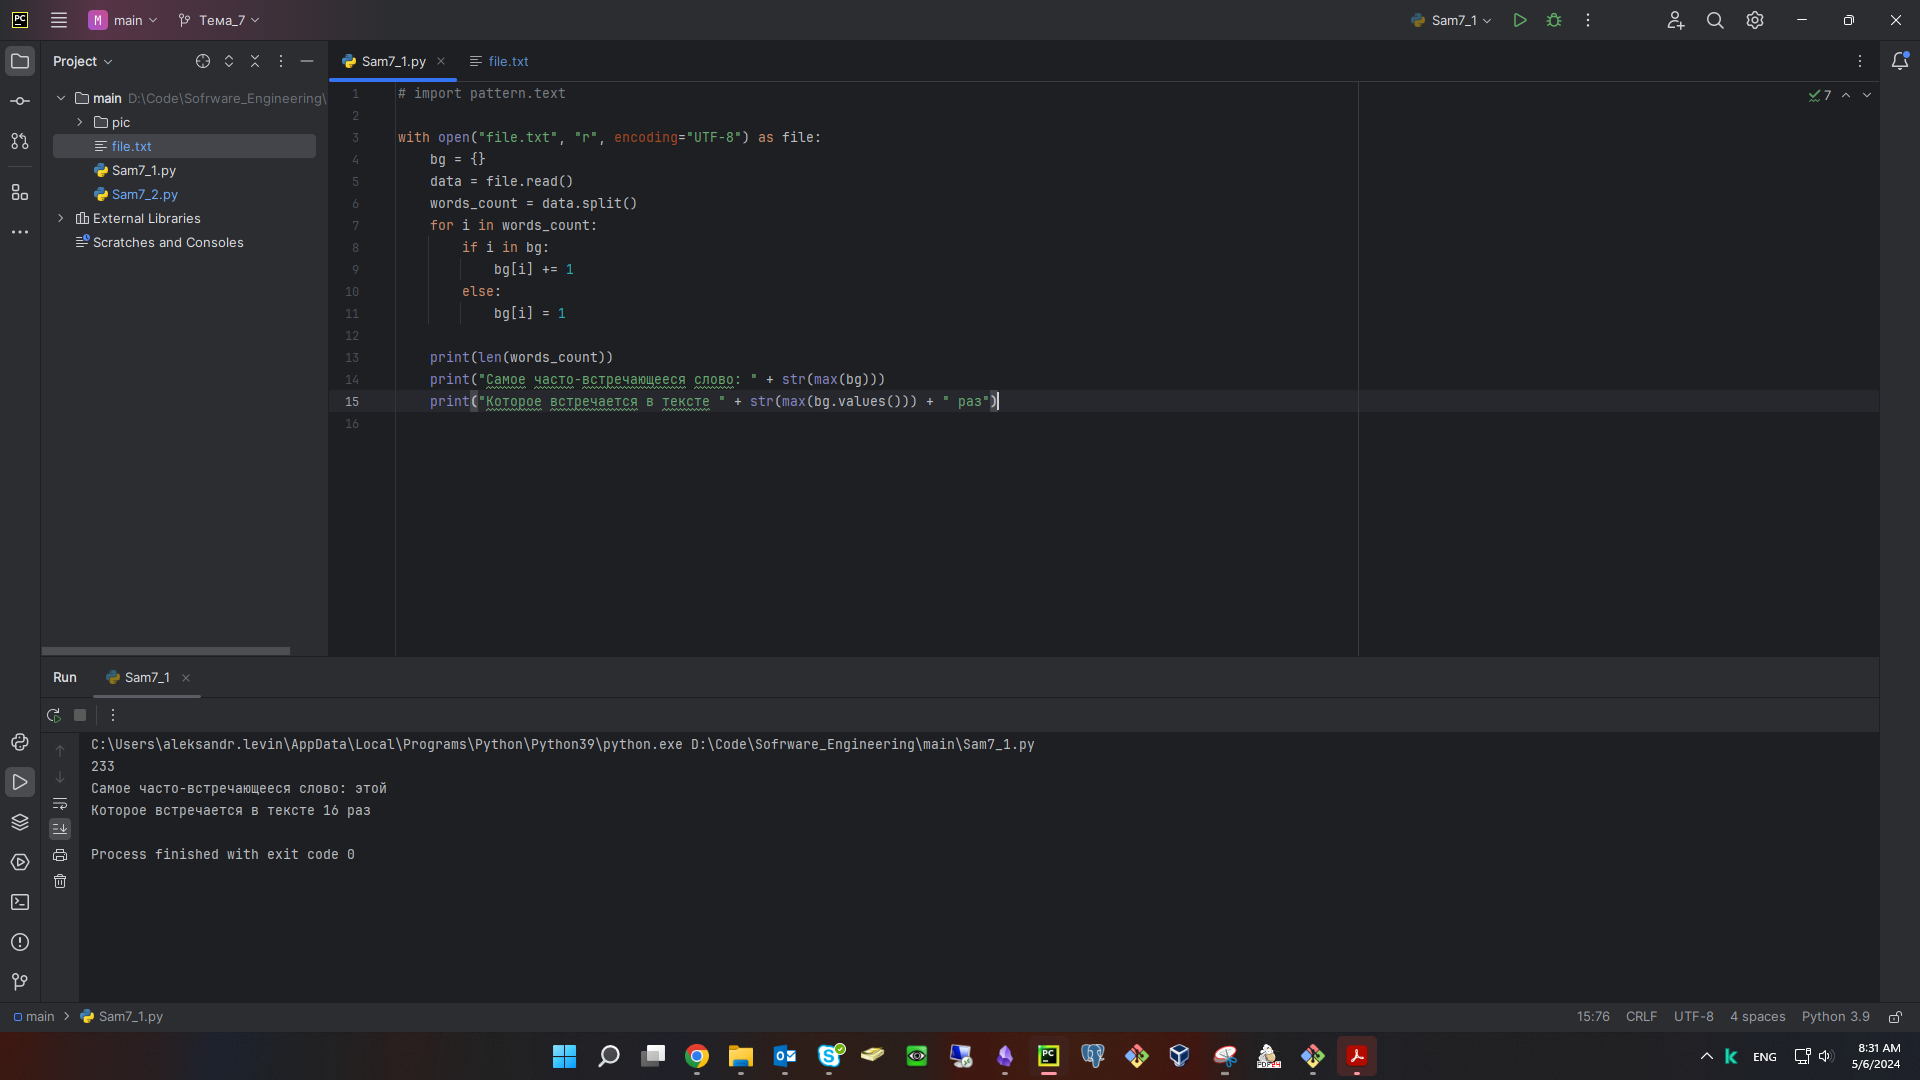 PC
M main
Тема_7
Sam7_1
Project
Sam7_1.py
file.txt
main D:\Code\Sofrware_Engineering\
pic
file.txt
Sam7_1.py
Sam7_2.py
External Libraries
Scratches and Consoles
7
1 # import pattern.text
2
3 with open("file.txt", "r", encoding="UTF-8") as file:
4 bg = {}
5 data = file.read()
6 words_count = data.split()
7 for i in words_count:
8 if i in bg:
9 bg[i] += 1
10 else:
11 bg[i] = 1
12
13 print(len(words_count))
14 print("Самое часто-встречающееся слово: " + str(max(bg)))
15 print("Которое встречается в тексте " + str(max(bg.values())) + " раз")
16
Run
Sam7_1
C:\Users\aleksandr.levin\AppData\Local\Programs\Python\Python39\python.exe D:\Code\Sofrware_Engineering\main\Sam7_1.py
233
Самое часто-встречающееся слово: этой
Которое встречается в тексте 16 раз
Process finished with exit code 0
main
Sam7_1.py
15:76 CRLF UTF-8 4 spaces Python 3.9
PC
ENG
8:31 AM
5/6/2024